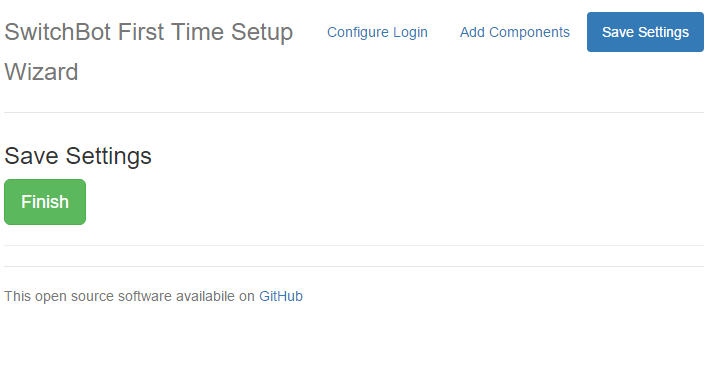 SwitchBot First Time Setup
Wizard
Configure Login
Add Components
Save Settings
Save Settings
Finish
This open source software availabile on GitHub